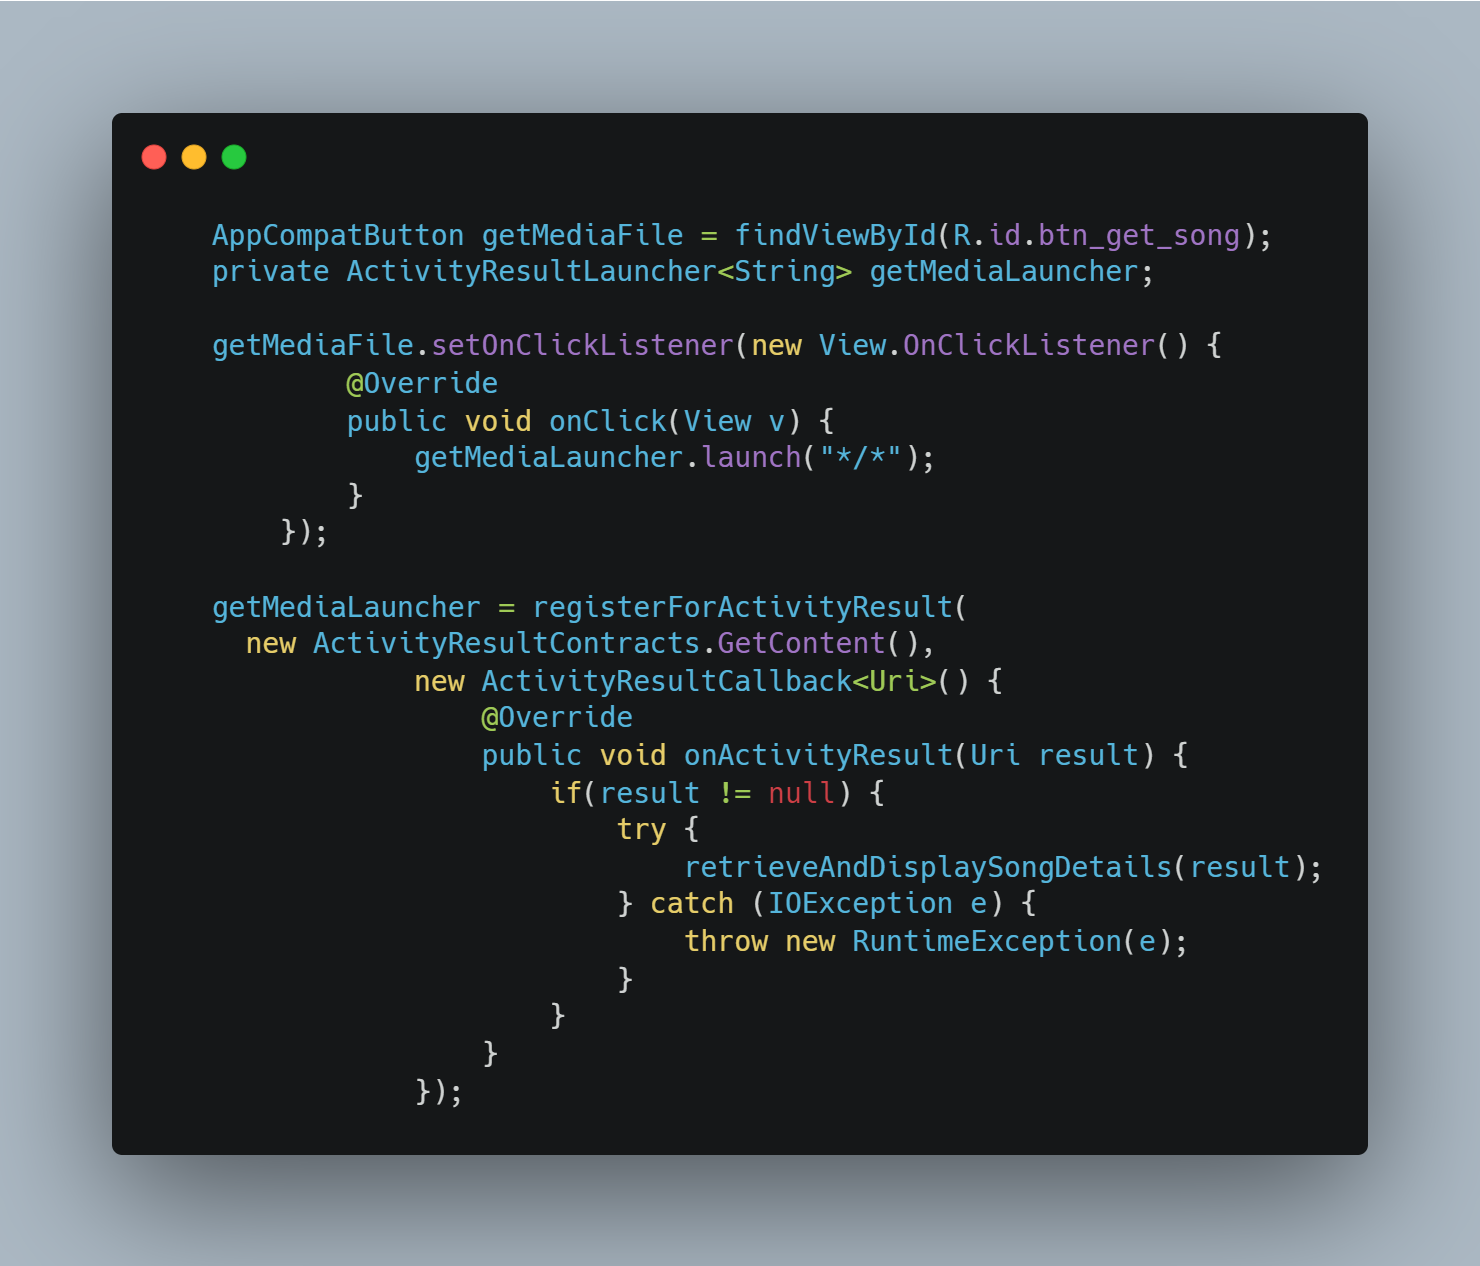 AppCompatButton getMediaFile = findViewById(R.id.btn_get_song);
private ActivityResultLauncher<String> getMediaLauncher;
getMediaFile.setOnClickListener(new View.OnClickListener() {
@Override
public void onClick(View v) {
getMediaLauncher.launch("*/*");
}
});
getMediaLauncher = registerForActivityResult(
new ActivityResultContracts.GetContent(),
new ActivityResultCallback<Uri>() {
@Override
public void onActivityResult(Uri result) {
if(result != null) {
try {
retrieveAndDisplaySongDetails(result);
} catch (IOException e) {
throw new RuntimeException(e);
}
}
}
});